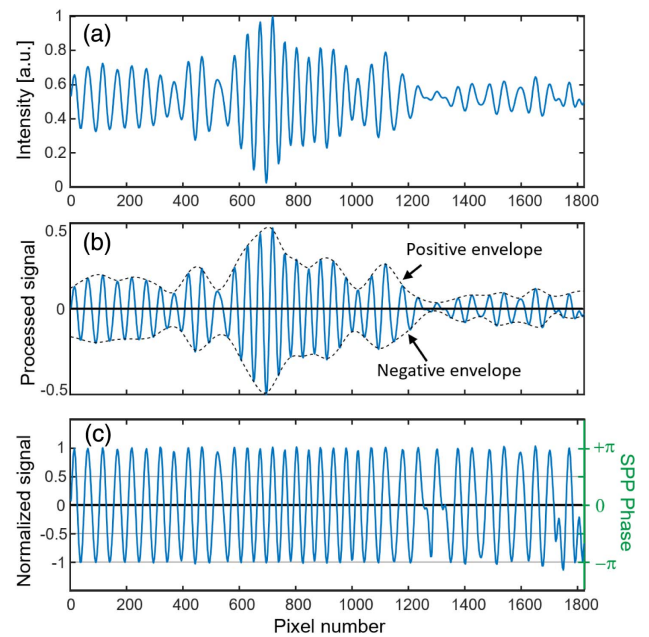 (a)
Intensity [a.u.]
1
0.8
0.6
0.4
0.2
0
0 200 400 600 800 1000 1200 1400 1600 1800
(b)
Processed signal
0.5
0
-0.5
Positive envelope
Negative envelope
(c)
Normalized signal
1
0.5
0
-0.5
-1
+π
0
−π
SPP Phase
0 200 400 600 800 1000 1200 1400 1600 1800
Pixel number